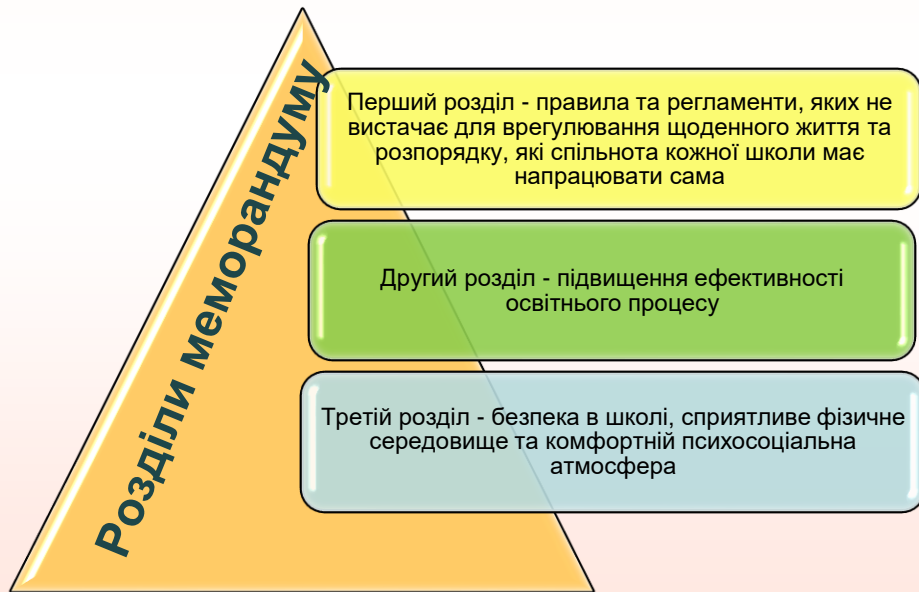 Розділи меморандуму
Перший розділ - правила та регламенти, яких не
вистачає для врегулювання щоденного життя та
розпорядку, які спільнота кожної школи має
напрацювати сама
Другий розділ - підвищення ефективності
освітнього процесу
Третій розділ - безпека в школі, сприятливе фізичне
середовище та комфортній психосоціальна
атмосфера